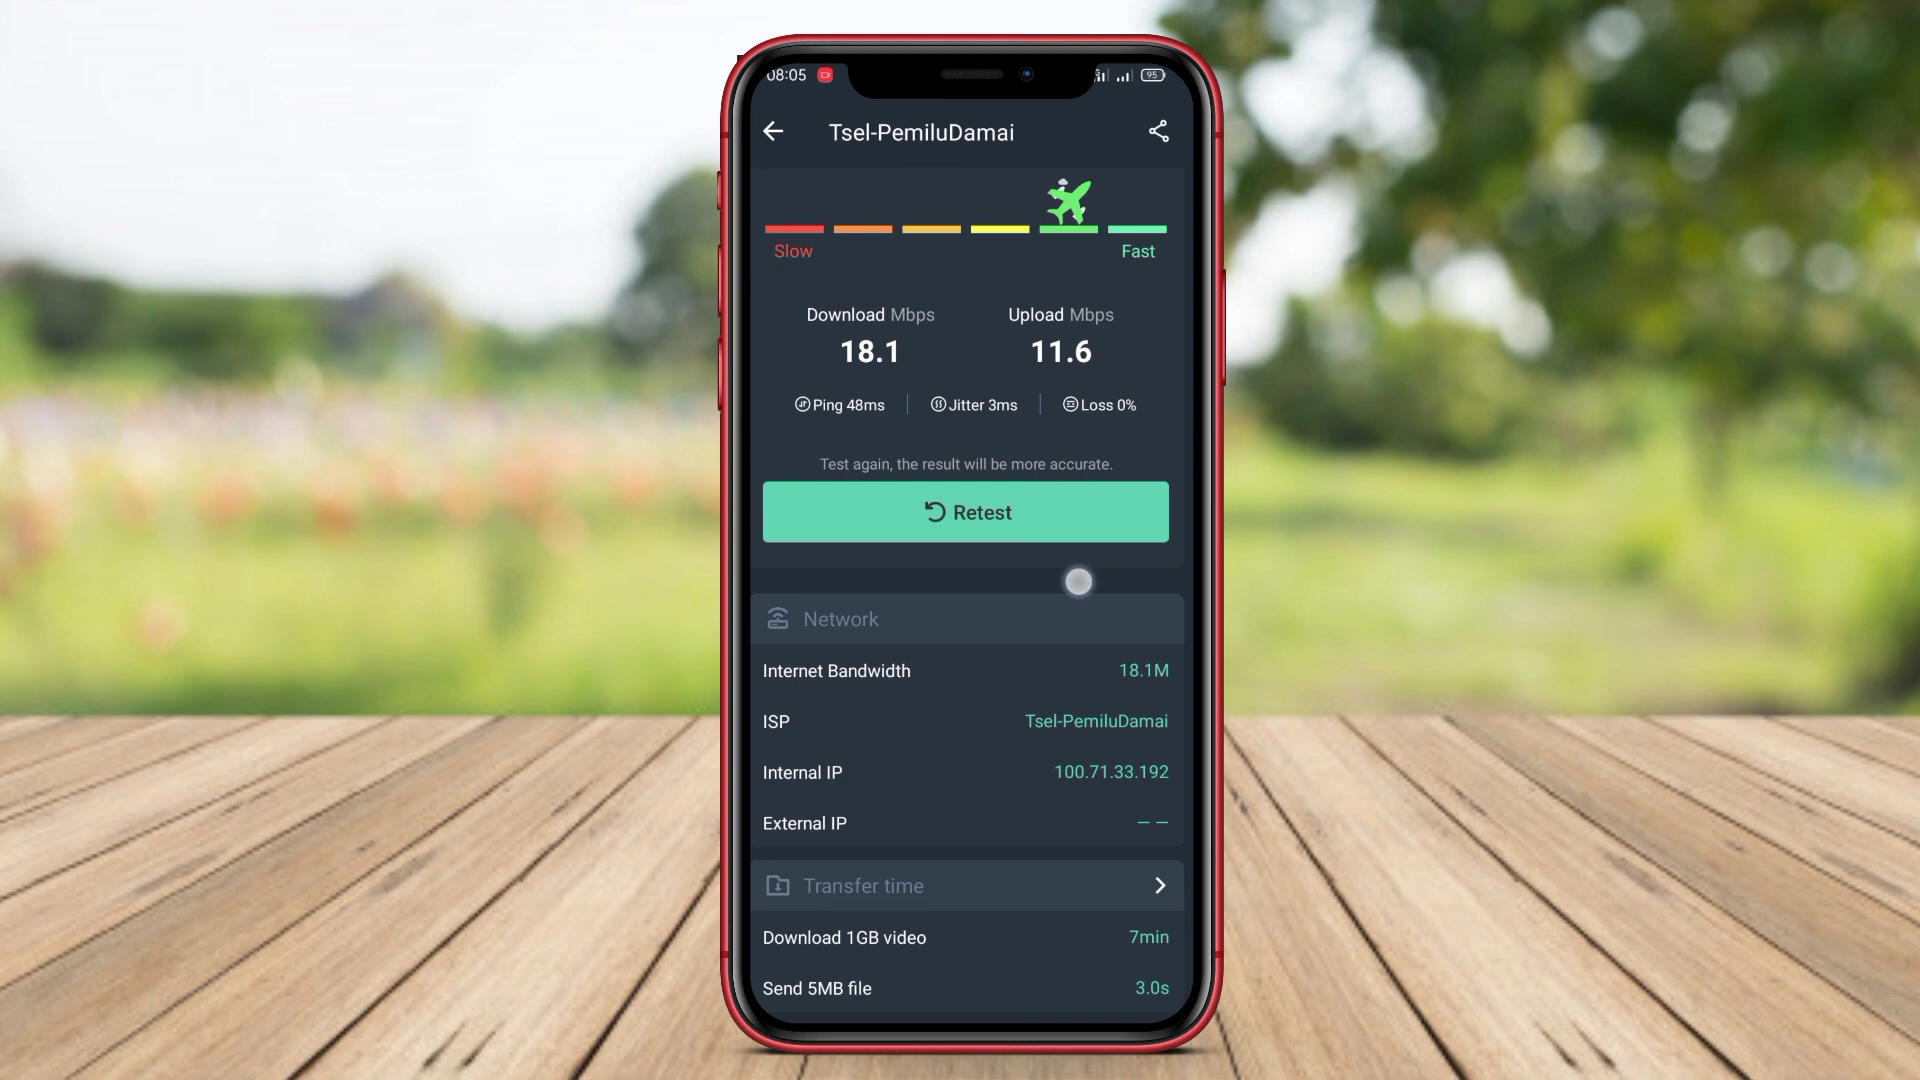 08:05 95
Tsel-PemiluDamai
Slow Fast
Download Mbps Upload Mbps
18.1 11.6
Ping 48ms Jitter 3ms Loss 0%
Test again, the result will be more accurate.
Retest
Network
Internet Bandwidth 18.1M
ISP Tsel-PemiluDamai
Internal IP 100.71.33.192
External IP – –
Transfer time
Download 1GB video 7min
Send 5MB file 3.0s